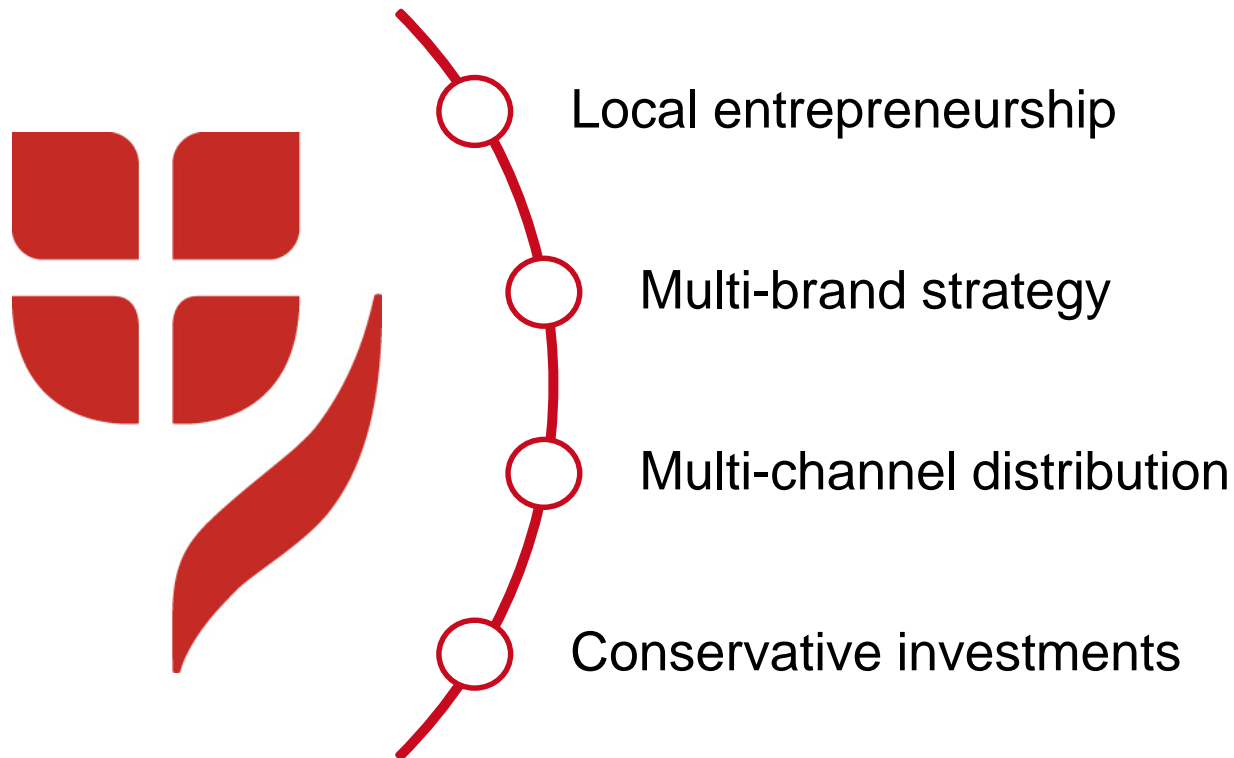 Local entrepreneurship
Multi-brand strategy
Multi-channel distribution
Conservative investments